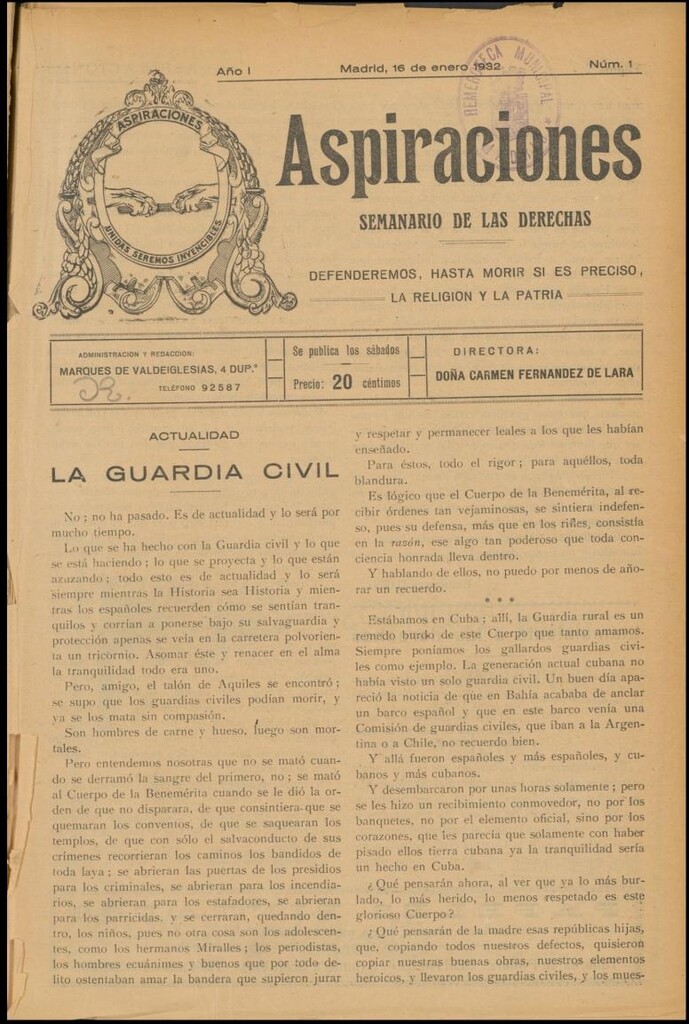 Año I
Madrid, 16 de enero 1932
Núm. 1
HEMEROTECA MUNICIPAL
ASPIRACIONES
UNIDAS SEREMOS INVENCIBLES
Aspiraciones
SEMANARIO DE LAS DERECHAS
DEFENDEREMOS, HASTA MORIR SI ES PRECISO,
LA RELIGION Y LA PATRIA
ADMINISTRACION Y REDACCION:
MARQUES DE VALDEIGLESIAS, 4 DUP.º
TELÉFONO 92587
Se publica los sábados
Precio: 20 céntimos
DIRECTORA:
DOÑA CARMEN FERNANDEZ DE LARA
ACTUALIDAD
LA GUARDIA CIVIL
No; no ha pasado. Es de actualidad y lo será por
mucho tiempo.
Lo que se ha hecho con la Guardia civil y lo que
se está haciendo; lo que se proyecta y lo que están
azuzando; todo esto es de actualidad y lo será
siempre mientras la Historia sea Historia y mien-
tras los españoles recuerden cómo se sentían tran-
quilos y corrían a ponerse bajo su salvaguardia y
protección apenas se veía en la carretera polvorien-
ta un tricornio. Asomar éste y renacer en el alma
la tranquilidad todo era uno.
Pero, amigo, el talón de Aquiles se encontró;
se supo que los guardias civiles podían morir, y
ya se los mata sin compasión.
Son hombres de carne y hueso, luego son mor-
tales.
Pero entendemos nosotras que no se mató cuan-
do se derramó la sangre del primero, no; se mató
al Cuerpo de la Benemérita cuando se le dió la or-
den de que no disparara, de que consintiera que se
quemaran los conventos, de que se saquearan los
templos, de que con sólo el salvaconducto de sus
crímenes recorrieran los caminos los bandidos de
toda laya; se abrieran las puertas de los presidios
para los criminales, se abrieran para los incendia-
rios, se abrieran para los estafadores, se abrieran
para los parricidas, y se cerraran, quedando den-
tro, los niños, pues no otra cosa son los adolescen-
tes, como los hermanos Miralles; los periodistas,
los hombres ecuánimes y buenos que por todo de-
lito ostentaban amar la bandera que supieron jurar
y respetar y permanecer leales a los que les habían
enseñado.
Para éstos, todo el rigor; para aquéllos, toda
blandura.
Es lógico que el Cuerpo de la Benemérita, al re-
cibir órdenes tan vejaminosas, se sintiera indefen-
so, pues su defensa, más que en los rifles, consistía
en la razón, ese algo tan poderoso que toda con-
ciencia honrada lleva dentro.
Y hablando de ellos, no puedo por menos de año-
rar un recuerdo.
* * *
Estábamos en Cuba; allí, la Guardia rural es un
remedo burdo de este Cuerpo que tanto amamos.
Siempre poníamos los gallardos guardias civi-
les como ejemplo. La generación actual cubana no
había visto un solo guardia civil. Un buen día apa-
reció la noticia de que en Bahía acababa de anclar
un barco español y que en este barco venía una
Comisión de guardias civiles, que iban a la Argen-
tina o a Chile, no recuerdo bien.
Y allá fueron españoles y más españoles, y cu-
banos y más cubanos.
Y desembarcaron por unas horas solamente; pero
se les hizo un recibimiento conmovedor, no por los
banquetes, no por el elemento oficial, sino por los
corazones, que les parecía que solamente con haber
pisado ellos tierra cubana ya la tranquilidad sería
un hecho en Cuba.
¿Qué pensarán ahora, al ver que ya lo más bur-
lado, lo más herido, lo menos respetado es este
glorioso Cuerpo?
¿Qué pensarán de la madre esas repúblicas hijas,
que, copiando todos nuestros defectos, quisieron
copiar nuestras buenas obras, nuestros elementos
heroicos, y llevaron los guardias civiles, y los mues-